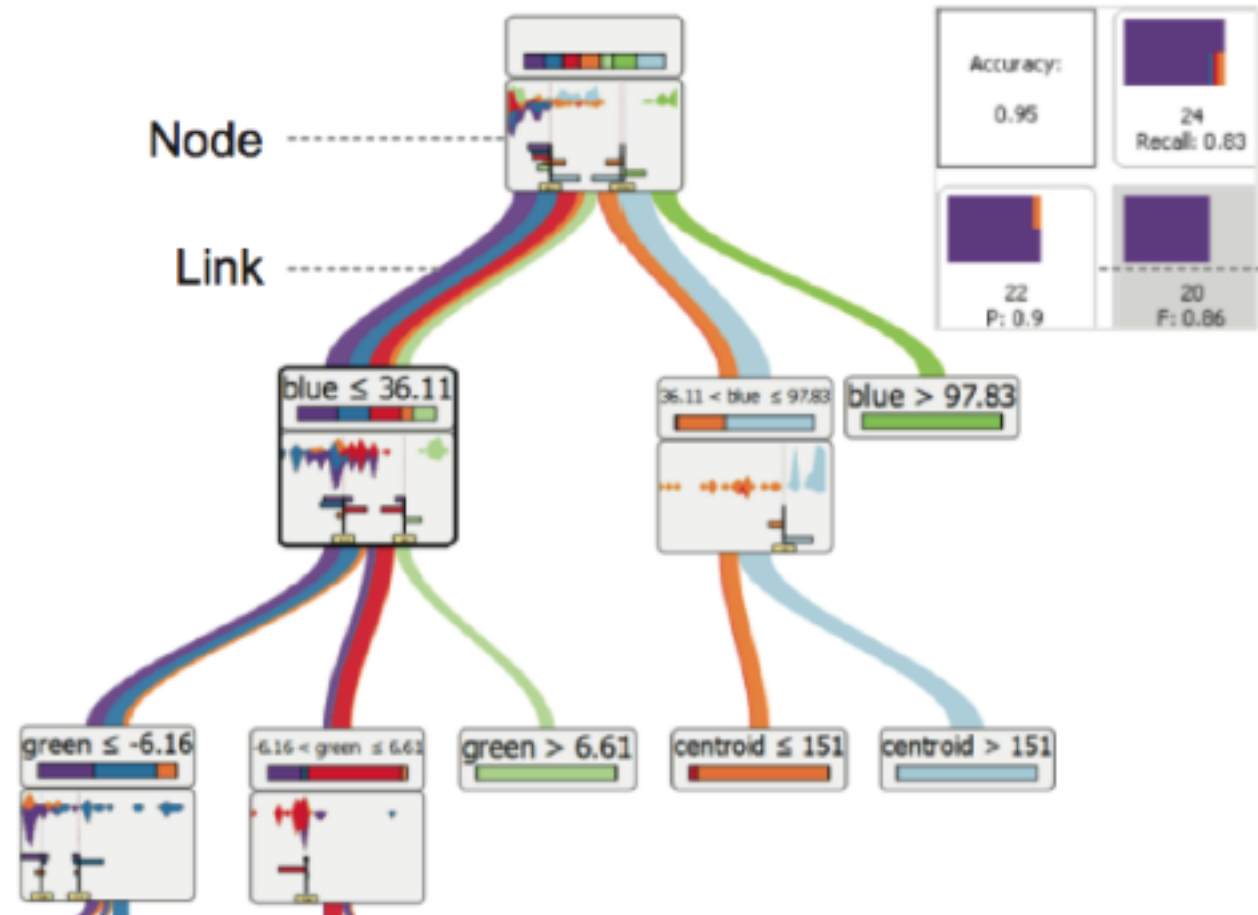 Accuracy:
0.95
24
Recall: 0.83
Node
Link
22
P: 0.9
20
F: 0.86
blue ≤ 36.11
36.11 < blue ≤ 97.83
blue > 97.83
green ≤ -6.16
-6.16 < green ≤ 6.61
green > 6.61
centroid ≤ 151
centroid > 151